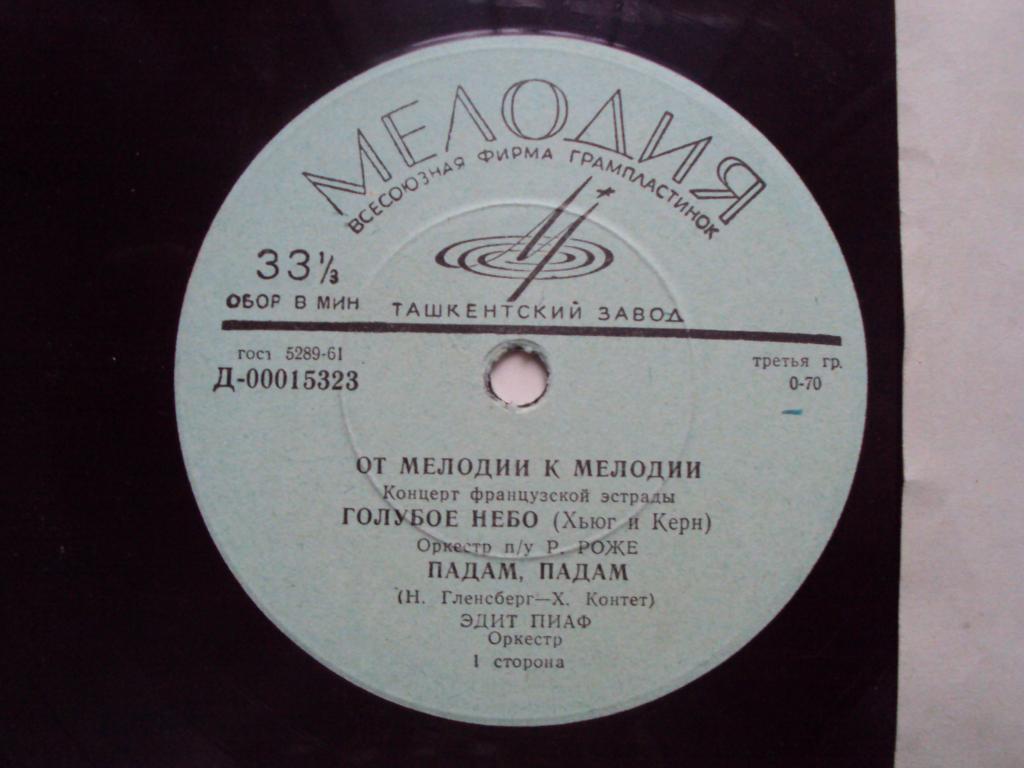 МЕЛОДИЯ
ВСЕСОЮЗНАЯ ФИРМА ГРАМПЛАСТИНОК
33 1/3
ОБОР В МИН
ТАШКЕНТСКИЙ ЗАВОД
гост 5289-61
Д-00015323
третья гр.
0-70
ОТ МЕЛОДИИ К МЕЛОДИИ
Концерт французской эстрады
ГОЛУБОЕ НЕБО (Хьюг и Керн)
Оркестр п/у Р. РОЖЕ
ПАДАМ, ПАДАМ
(Н. Гленсберг—Х. Контет)
ЭДИТ ПИАФ
Оркестр
1 сторона